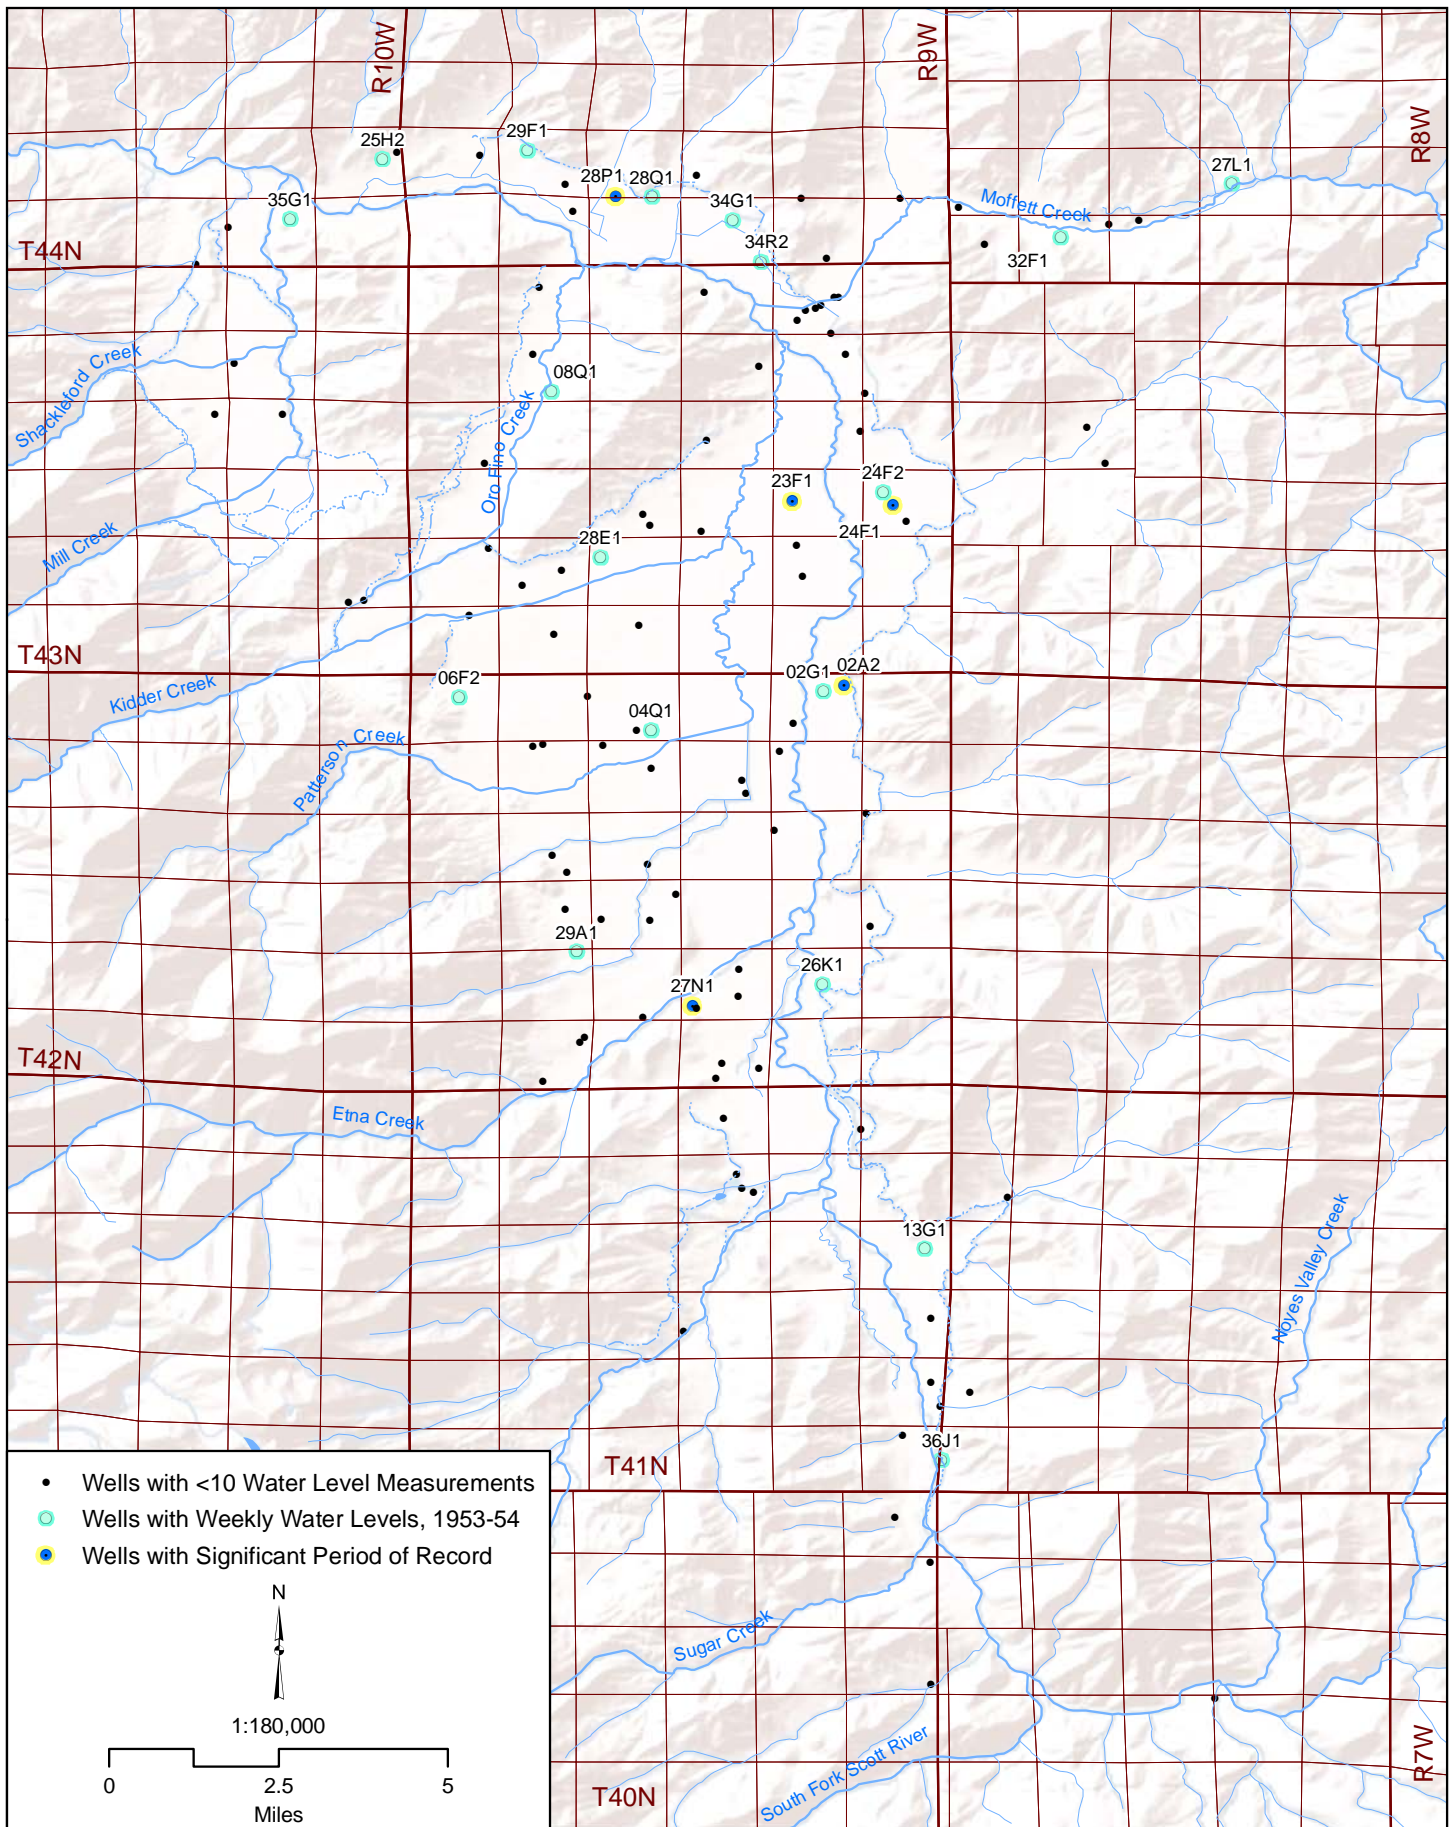 R10W
R9W
R8W
25H2
29F1
28P1
28Q1
27L1
35G1
34G1
Moffett Creek
34R2
T44N
32F1
Shackleford Creek
08Q1
Oro Fino Creek
23F1
24F2
24F1
Mill Creek
28E1
T43N
Kidder Creek
06F2
02G1
02A2
04Q1
Patterson Creek
29A1
26K1
27N1
T42N
Etna Creek
13G1
Noyes Valley Creek
36J1
T41N
Wells with <10 Water Level Measurements
Wells with Weekly Water Levels, 1953-54
Wells with Significant Period of Record
N
1:180,000
0 2.5 5
Miles
Sugar Creek
South Fork Scott River
R7W
T40N